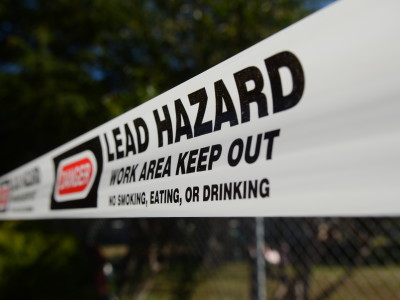 LEAD HAZARD
DANGER
WORK AREA KEEP OUT
NO SMOKING, EATING, OR DRINKING